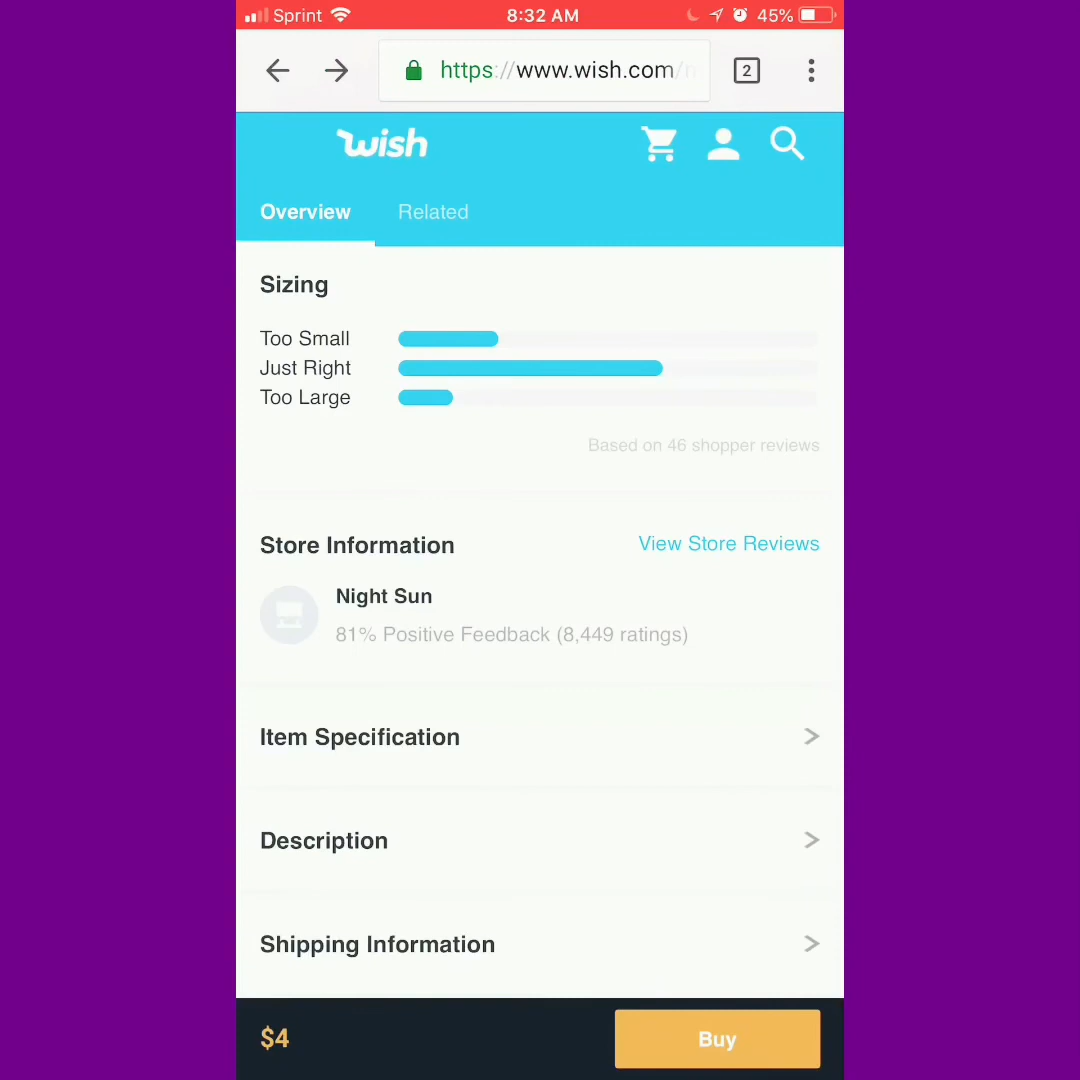 Sprint 8:32 AM 45%
https://www.wish.com/ 2
wish
Overview Related
Sizing
Too Small
Just Right
Too Large
Based on 46 shopper reviews
Store Information View Store Reviews
Night Sun
81% Positive Feedback (8,449 ratings)
Item Specification
Description
Shipping Information
$4 Buy